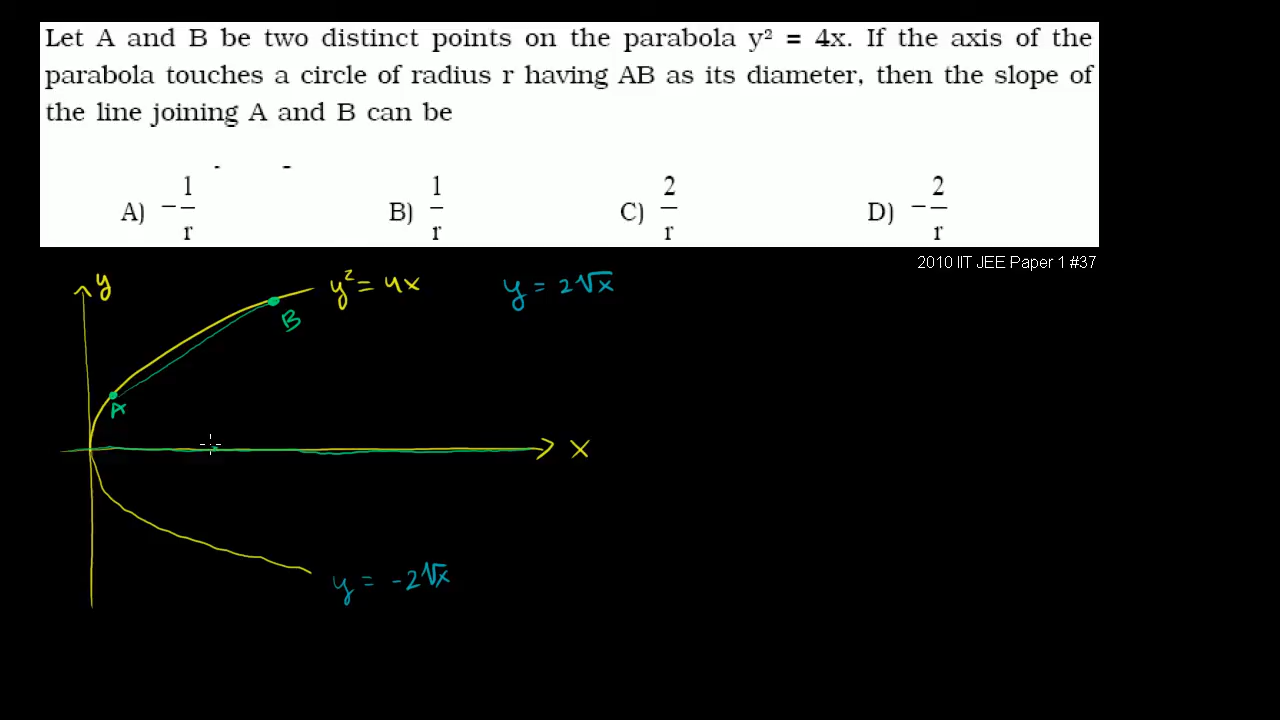 Let A and B be two distinct points on the parabola y² = 4x. If the axis of the
parabola touches a circle of radius r having AB as its diameter, then the slope of
the line joining A and B can be
A) -1/r B) 1/r C) 2/r D) -2/r
2010 IIT JEE Paper 1 #37
y
y² = 4x
y = 2√x
B
A
x
y = -2√x